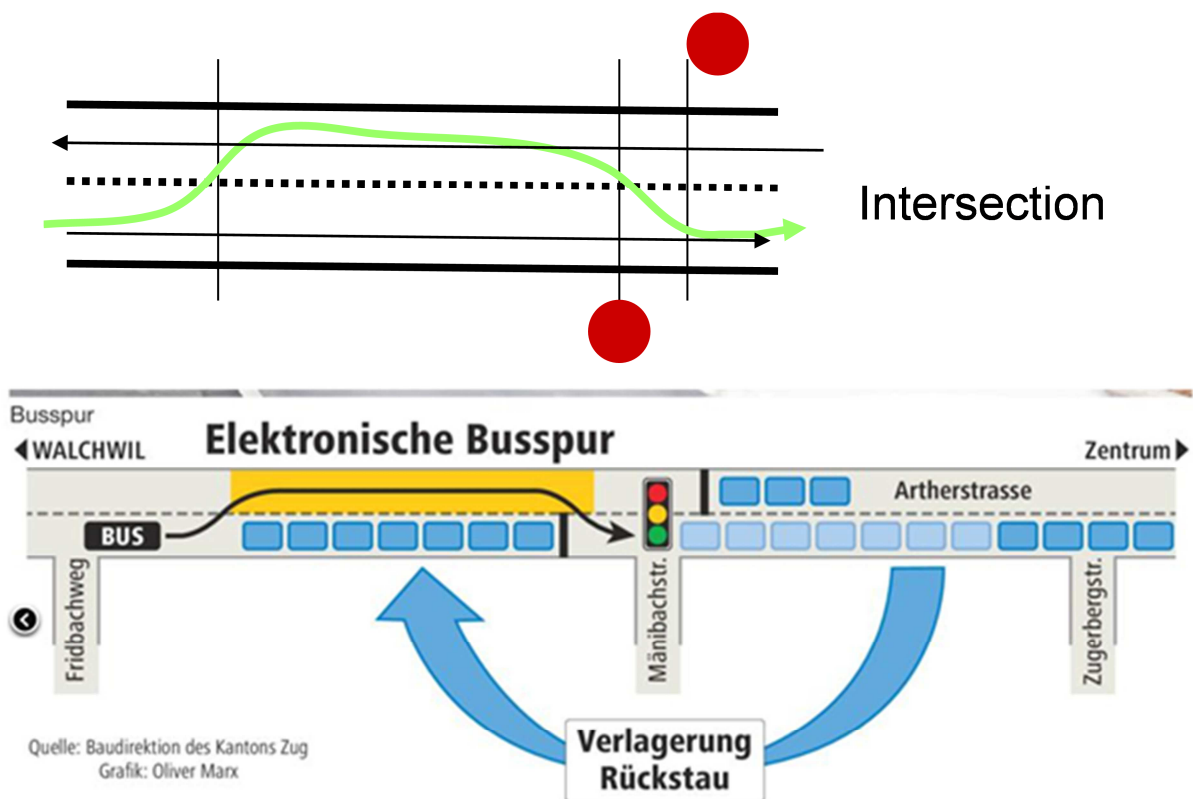 Intersection
Busspur
WALCHWIL
Elektronische Busspur
Zentrum
Artherstrasse
BUS
Fridbachweg
Mänibachstr.
Zugerbergstr.
Verlagerung
Rückstau
Quelle: Baudirektion des Kantons Zug
Grafik: Oliver Marx